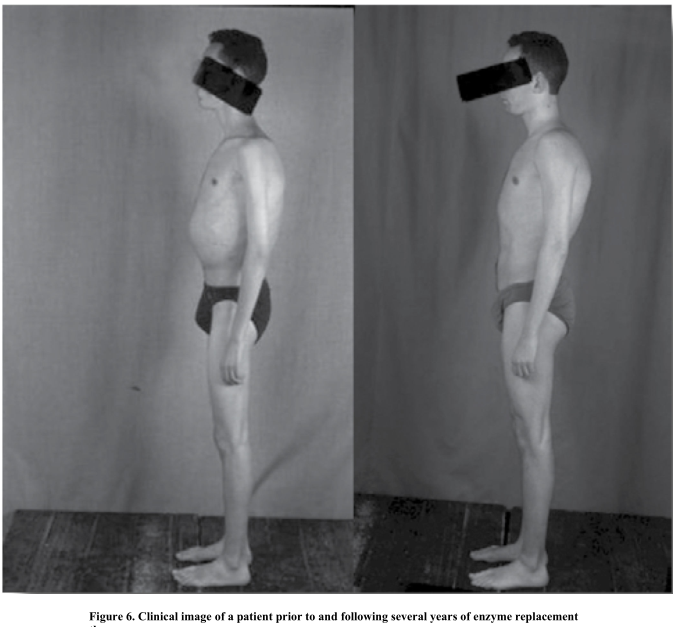 Figure 6. Clinical image of a patient prior to and following several years of enzyme replacement